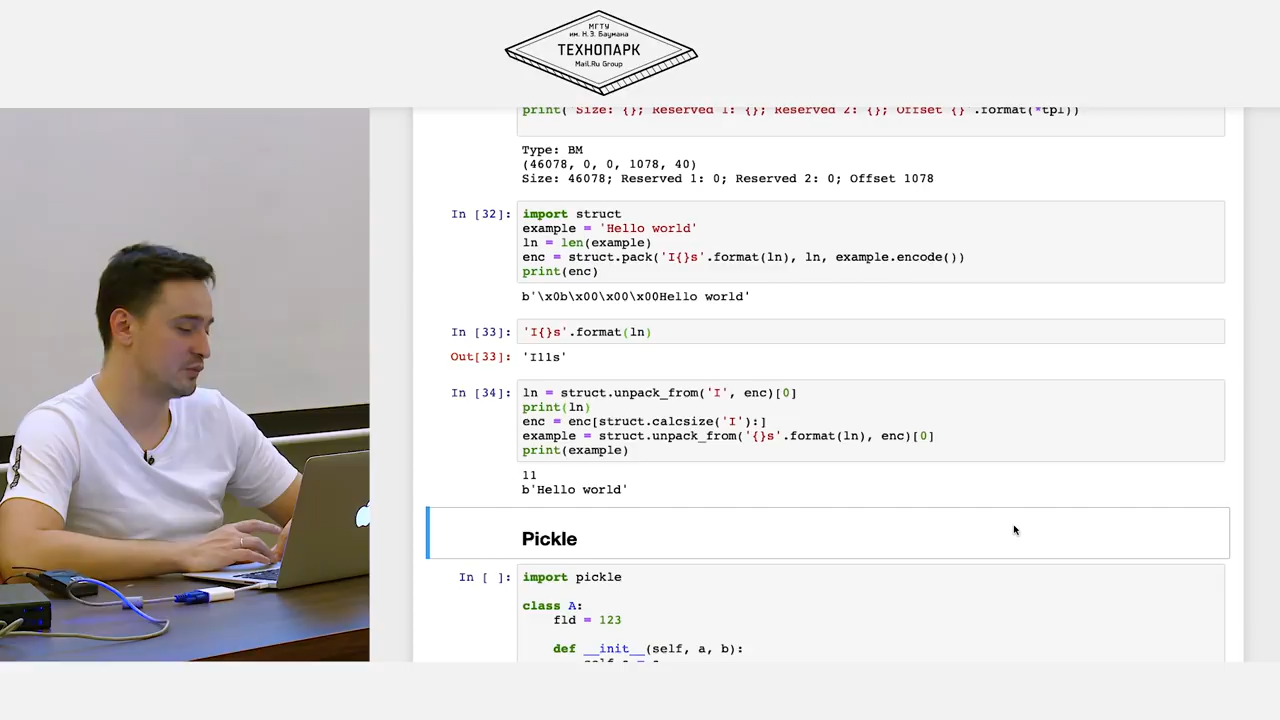 МГТУ
им. Н.Э. Баумана
ТЕХНОПАРК
Mail.Ru Group
print('Size: {}; Reserved 1: {}; Reserved 2: {}; Offset {}'.format(*tpl))
Type: BM
(46078, 0, 0, 1078, 40)
Size: 46078; Reserved 1: 0; Reserved 2: 0; Offset 1078
In [32]: import struct
example = 'Hello world'
ln = len(example)
enc = struct.pack('I{}s'.format(ln), ln, example.encode())
print(enc)
b'\x0b\x00\x00\x00Hello world'
In [33]: 'I{}s'.format(ln)
Out[33]: 'I11s'
In [34]: ln = struct.unpack_from('I', enc)[0]
print(ln)
enc = enc[struct.calcsize('I'):]
example = struct.unpack_from('{}s'.format(ln), enc)[0]
print(example)
11
b'Hello world'
Pickle
In [ ]: import pickle
class A:
fld = 123
def __init__(self, a, b):